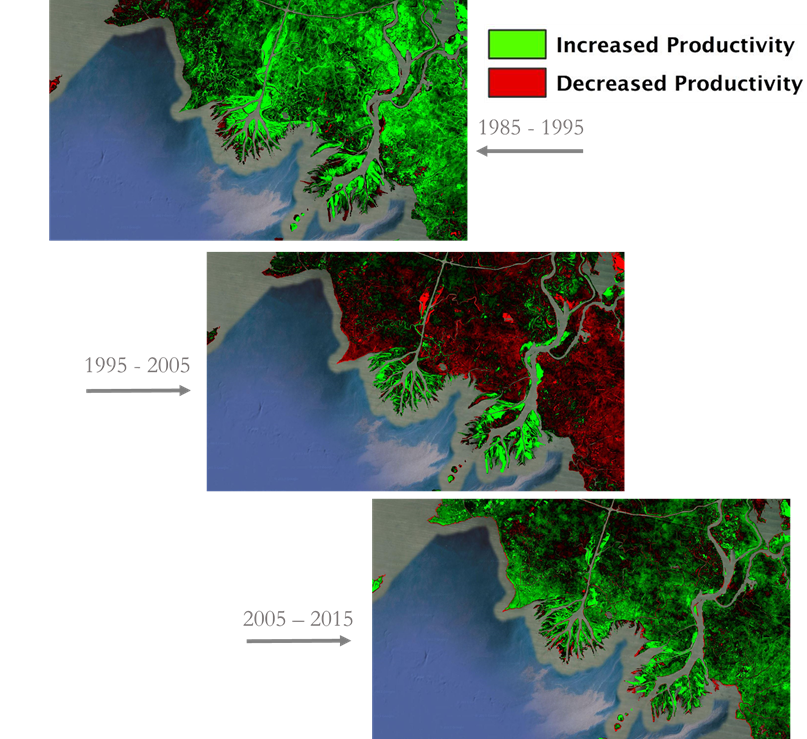 Increased Productivity
Decreased Productivity
1985 - 1995
1995 - 2005
2005 – 2015